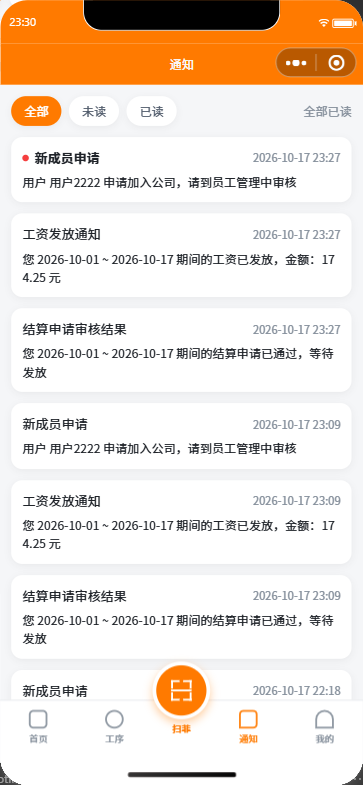 23:30
通知
全部 未读 已读 全部已读
新成员申请 2026-10-17 23:27
用户 用户2222 申请加入公司，请到员工管理中审核
工资发放通知 2026-10-17 23:27
您 2026-10-01 ~ 2026-10-17 期间的工资已发放，金额：17
4.25 元
结算申请审核结果 2026-10-17 23:27
您 2026-10-01 ~ 2026-10-17 期间的结算申请已通过，等待
发放
新成员申请 2026-10-17 23:09
用户 用户2222 申请加入公司，请到员工管理中审核
工资发放通知 2026-10-17 23:09
您 2026-10-01 ~ 2026-10-17 期间的工资已发放，金额：17
4.25 元
结算申请审核结果 2026-10-17 23:09
您 2026-10-01 ~ 2026-10-17 期间的结算申请已通过，等待
发放
新成员申请 2026-10-17 22:18
首页 工序 扫菲 通知 我的